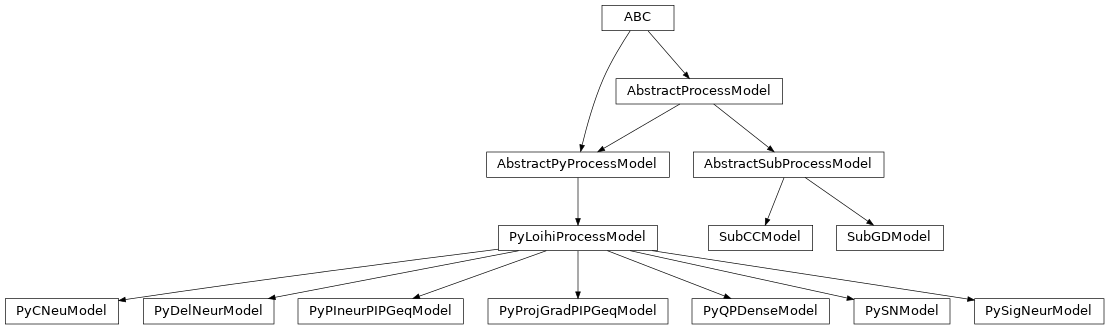 ABC
AbstractProcessModel
AbstractPyProcessModel
AbstractSubProcessModel
PyLoihiProcessModel
SubCCModel
SubGDModel
PyCNeuModel
PyDelNeurModel
PyPIneurPIPGeqModel
PyProjGradPIPGeqModel
PyQPDenseModel
PySNModel
PySigNeurModel